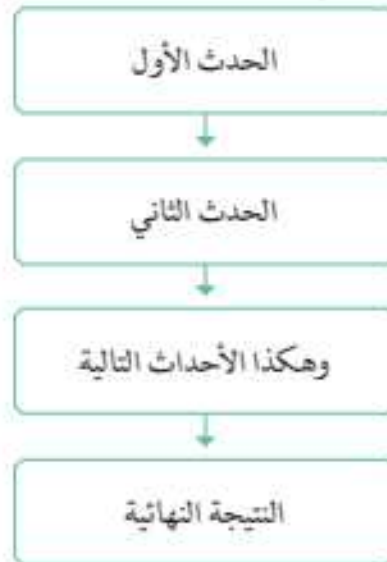 الحدث الأول
الحدث الثاني
وهكذا الأحداث التالية
النتيجة النهائية